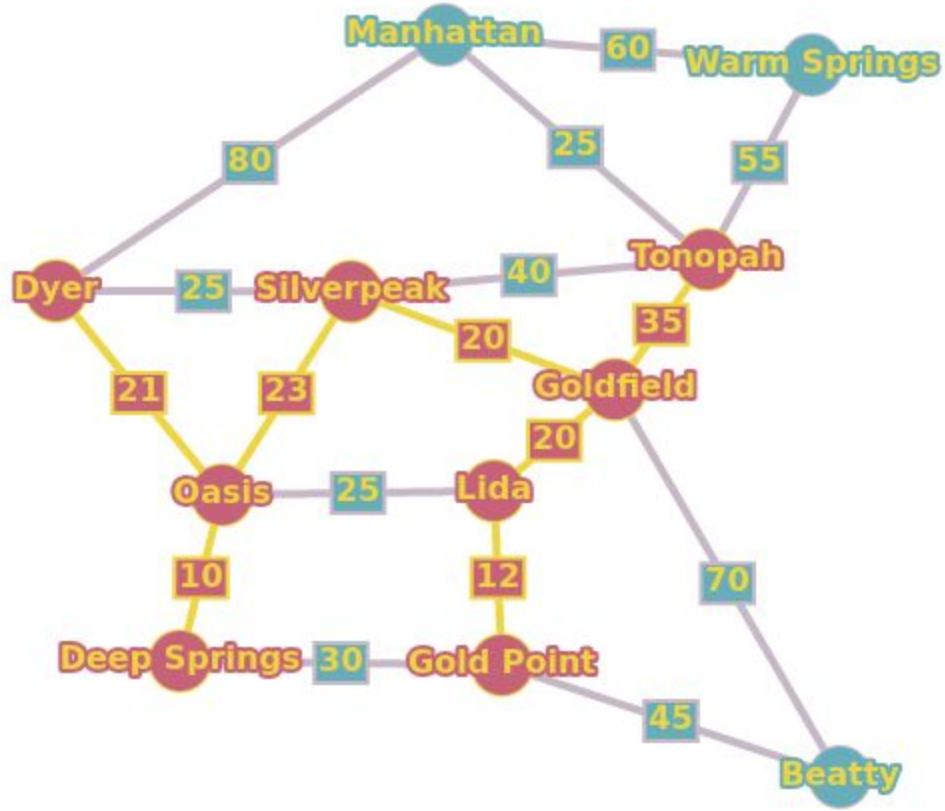 Manhattan
60
Warm Springs
80
25
55
Tonopah
Dyer
25
Silverpeak
40
35
20
Goldfield
21
23
20
Oasis
25
Lida
10
12
70
Deep Springs
30
Gold Point
45
Beatty